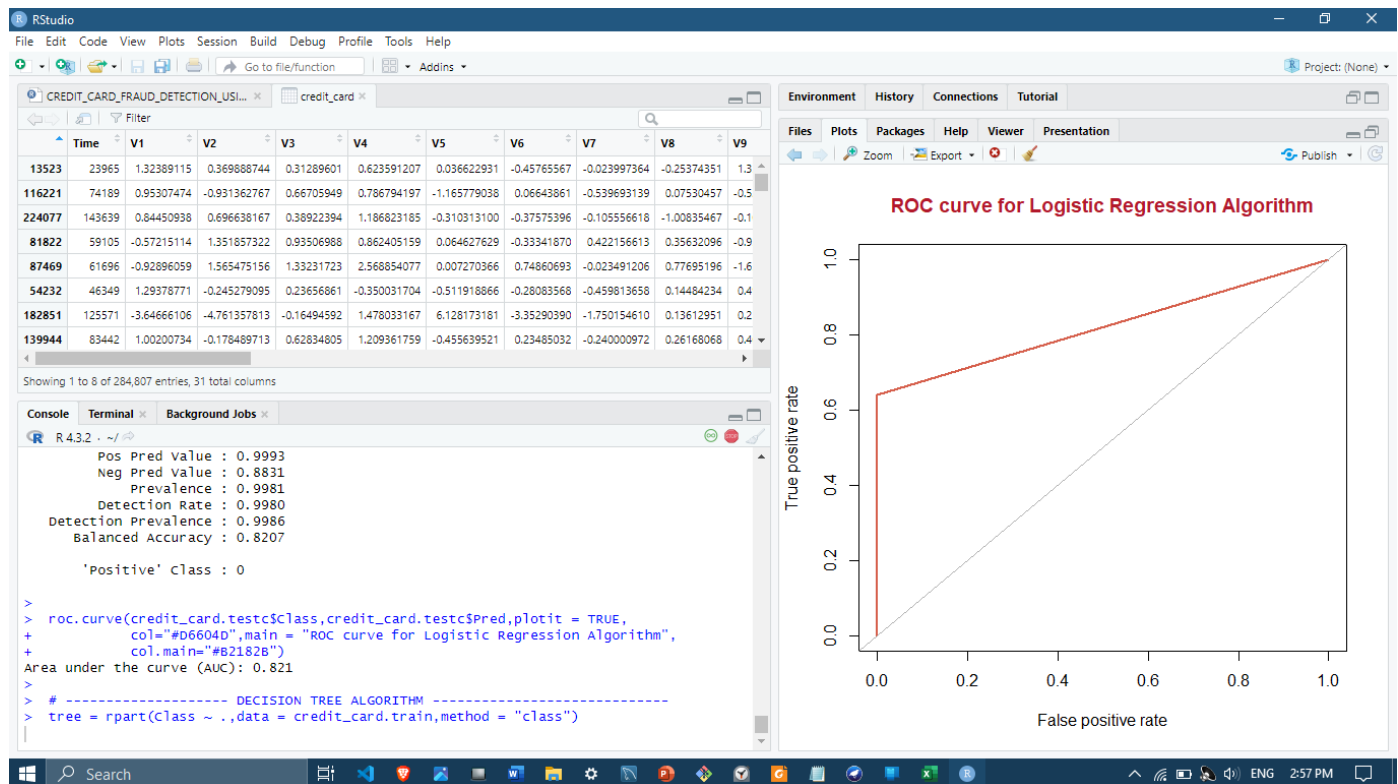 RStudio
File Edit Code View Plots Session Build Debug Profile Tools Help
Go to file/function Addins Project: (None)
CREDIT_CARD_FRAUD_DETECTION_USI... credit_card
Filter
Time V1 V2 V3 V4 V5 V6 V7 V8 V9
13523 23965 1.32389115 0.369888744 0.31289601 0.623591207 0.036622931 -0.45765567 -0.023997364 -0.25374351 1.3
116221 74189 0.95307474 -0.931362767 0.66705949 0.786794197 -1.165779038 0.06643861 -0.539693139 0.07530457 -0.5
224077 143639 0.84450938 0.696638167 0.38922394 1.186823185 -0.310313100 -0.37575396 -0.105556618 -1.00835467 -0.1
81822 59105 -0.57215114 1.351857322 0.93506988 0.862405159 0.064627629 -0.33341870 0.422156613 0.35632096 -0.9
87469 61696 -0.92896059 1.565475156 1.33231723 2.568854077 0.007270366 0.74860693 -0.023491206 0.77695196 -1.6
54232 46349 1.29378771 -0.245279095 0.23656861 -0.350031704 -0.511918866 -0.28083568 -0.459813658 0.14484234 0.4
182851 125571 -3.64666106 -4.761357813 -0.16494592 1.478033167 6.128173181 -3.35290390 -1.750154610 0.13612951 0.2
139944 83442 1.00200734 -0.178489713 0.62834805 1.209361759 -0.455639521 0.23485032 -0.240000972 0.26168068 0.4
Showing 1 to 8 of 284,807 entries, 31 total columns
Console Terminal Background Jobs
R 4.3.2 . ~/
Pos Pred Value : 0.9993
Neg Pred Value : 0.8831
Prevalence : 0.9981
Detection Rate : 0.9980
Detection Prevalence : 0.9986
Balanced Accuracy : 0.8207
'Positive' Class : 0
>
> roc.curve(credit_card.testc$Class,credit_card.testc$Pred,plotit = TRUE,
+ col="#D6604D",main = "ROC curve for Logistic Regression Algorithm",
+ col.main="#B2182B")
Area under the curve (AUC): 0.821
>
> # --------------------- DECISION TREE ALGORITHM -----------------------------
> tree = rpart(Class ~ .,data = credit_card.train,method = "class")
Environment History Connections Tutorial
Files Plots Packages Help Viewer Presentation
Zoom Export Publish
ROC curve for Logistic Regression Algorithm
True positive rate
1.0
0.8
0.6
0.4
0.2
0.0
0.0 0.2 0.4 0.6 0.8 1.0
False positive rate
Search ENG 2:57 PM